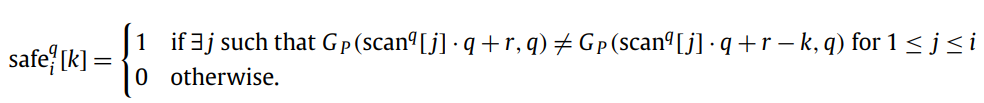 safe_i^q[k] = { 1 if ∃j such that G_P(scan^q[j] · q + r, q) ≠ G_P(scan^q[j] · q + r − k, q) for 1 ≤ j ≤ i
0 otherwise.